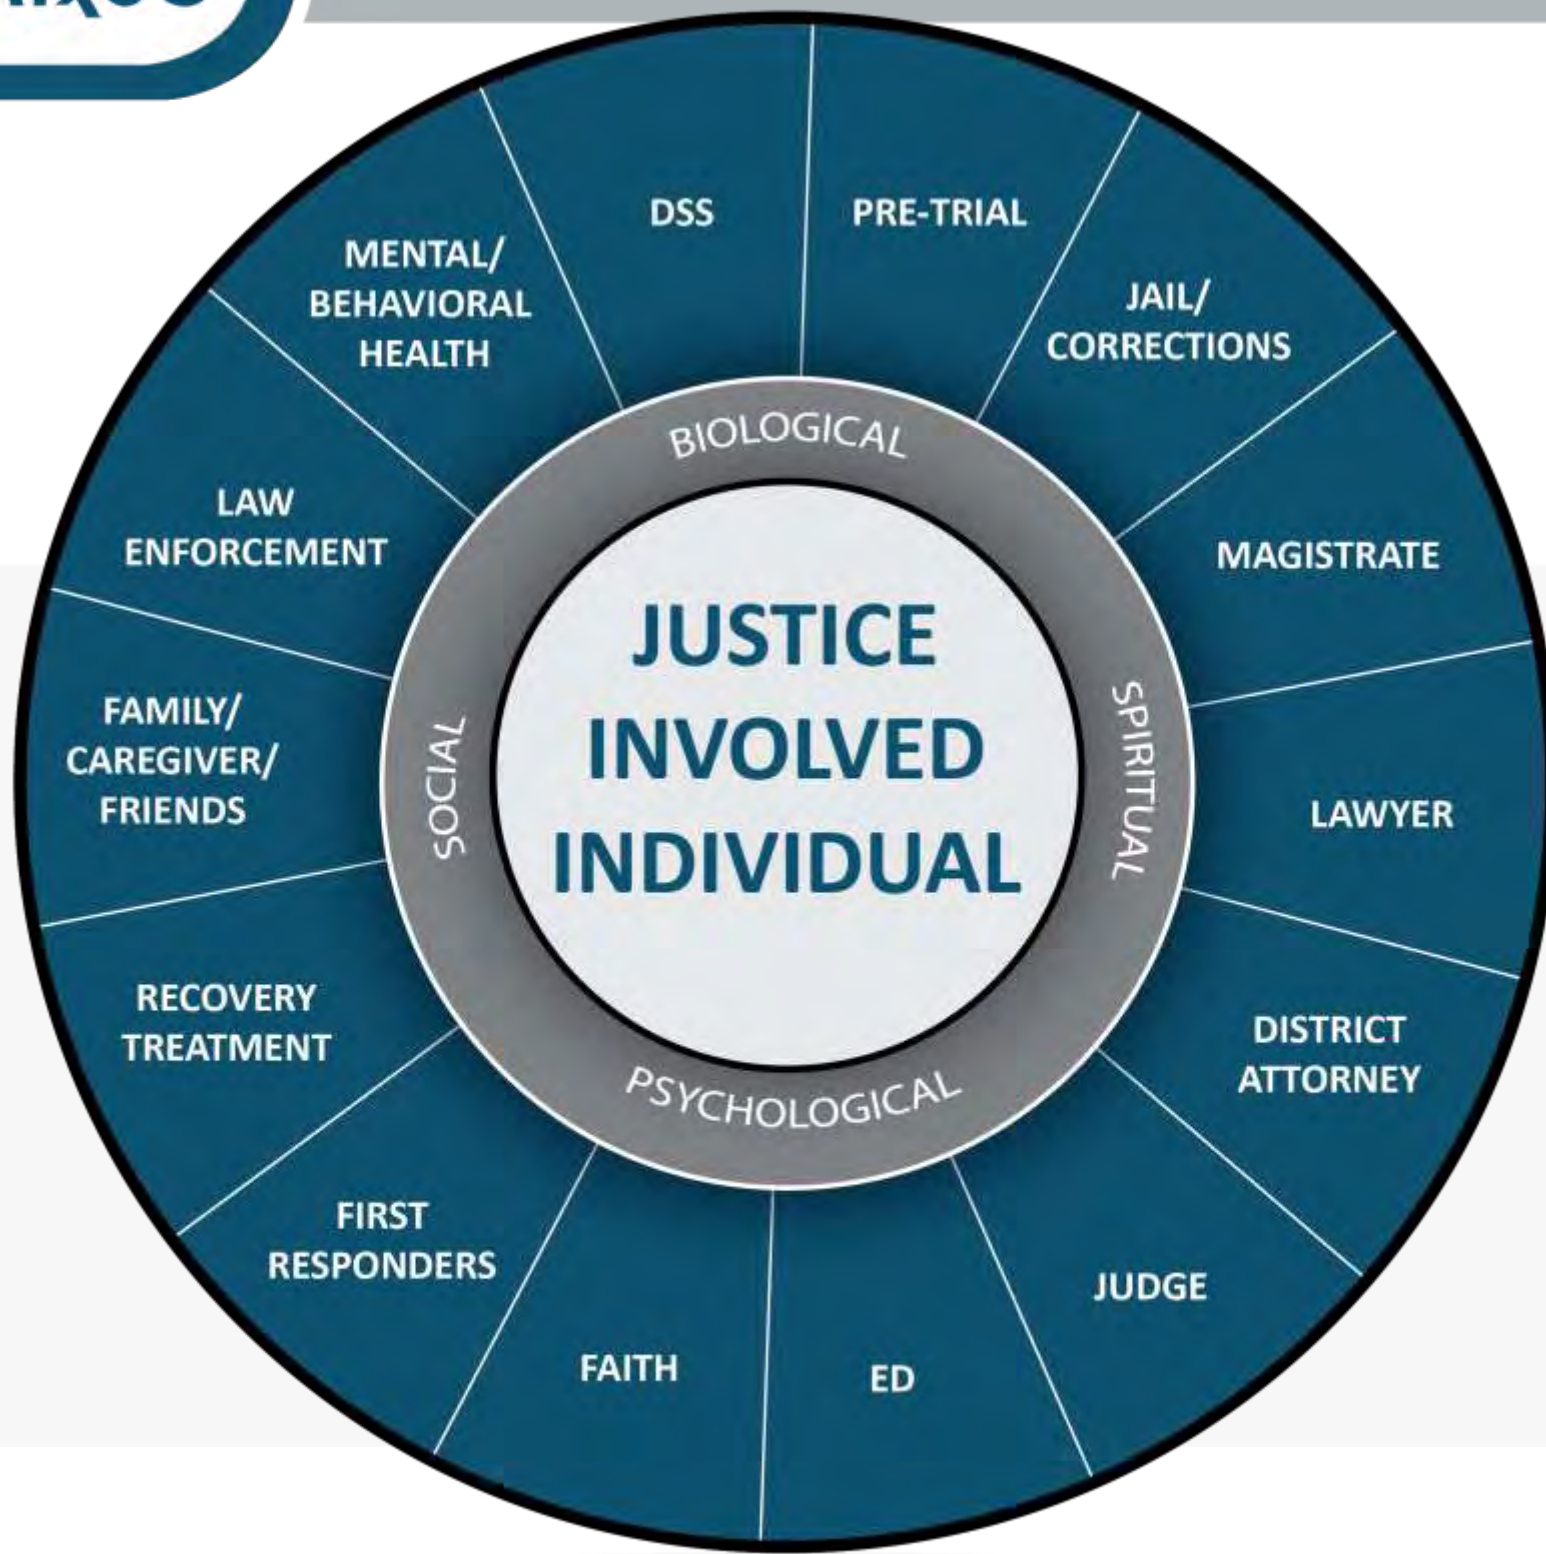 DSS
PRE-TRIAL
JAIL/
CORRECTIONS
MAGISTRATE
LAWYER
DISTRICT
ATTORNEY
JUDGE
ED
FAITH
FIRST
RESPONDERS
RECOVERY
TREATMENT
FAMILY/
CAREGIVER/
FRIENDS
LAW
ENFORCEMENT
MENTAL/
BEHAVIORAL
HEALTH
BIOLOGICAL
SPIRITUAL
PSYCHOLOGICAL
SOCIAL
JUSTICE
INVOLVED
INDIVIDUAL